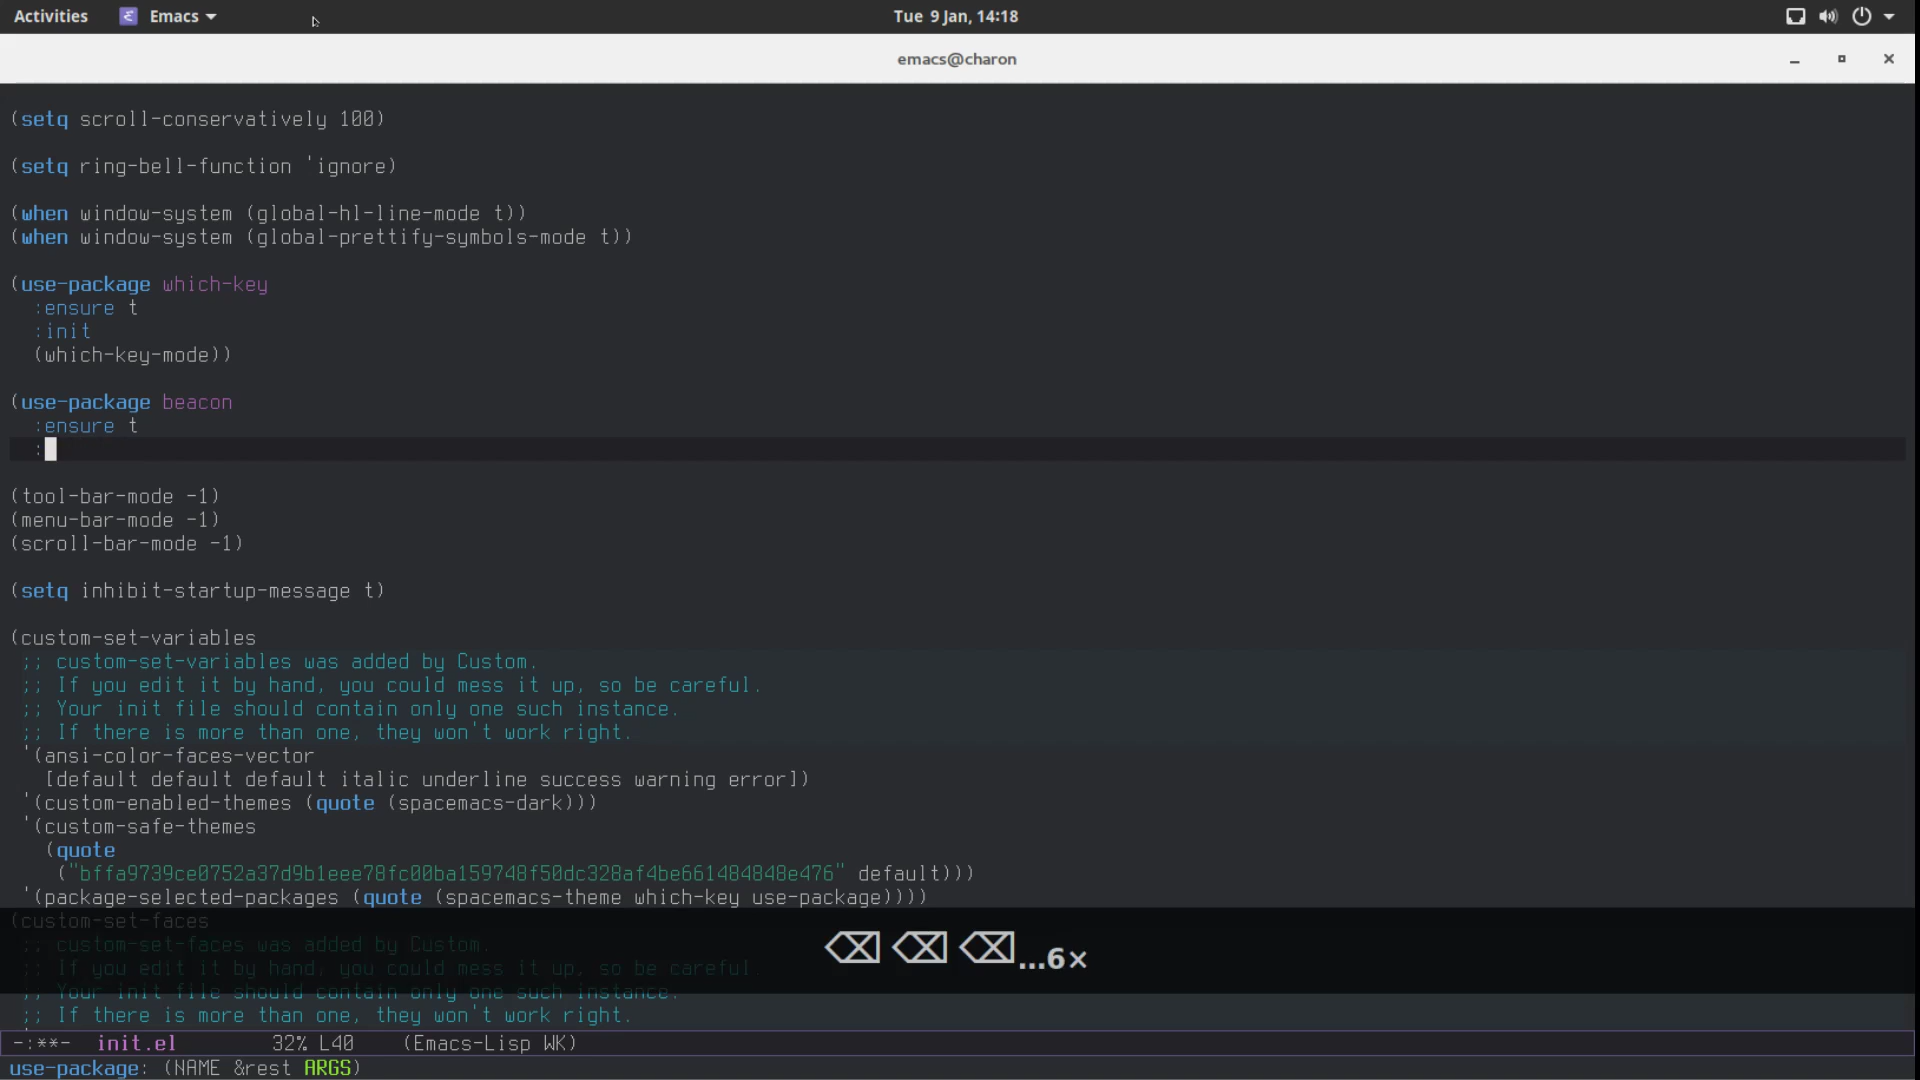 Activities Emacs Tue 9 Jan, 14:18
emacs@charon
(setq scroll-conservatively 100)
(setq ring-bell-function 'ignore)
(when window-system (global-hl-line-mode t))
(when window-system (global-prettify-symbols-mode t))
(use-package which-key
:ensure t
:init
(which-key-mode))
(use-package beacon
:ensure t
:
(tool-bar-mode -1)
(menu-bar-mode -1)
(scroll-bar-mode -1)
(setq inhibit-startup-message t)
(custom-set-variables
;; custom-set-variables was added by Custom.
;; If you edit it by hand, you could mess it up, so be careful.
;; Your init file should contain only one such instance.
;; If there is more than one, they won't work right.
'(ansi-color-faces-vector
[default default default italic underline success warning error])
'(custom-enabled-themes (quote (spacemacs-dark)))
'(custom-safe-themes
(quote
("bffa9739ce0752a37d9b1eee78fc00ba159748f50dc328af4be661484848e476" default)))
'(package-selected-packages (quote (spacemacs-theme which-key use-package))))
(custom-set-faces
;; custom-set-faces was added by Custom.
;; If you edit it by hand, you could mess it up, so be careful.
...6×
;; Your init file should contain only one such instance.
;; If there is more than one, they won't work right.
-:**- init.el 32% L40 (Emacs-Lisp WK)
use-package: (NAME &rest ARGS)